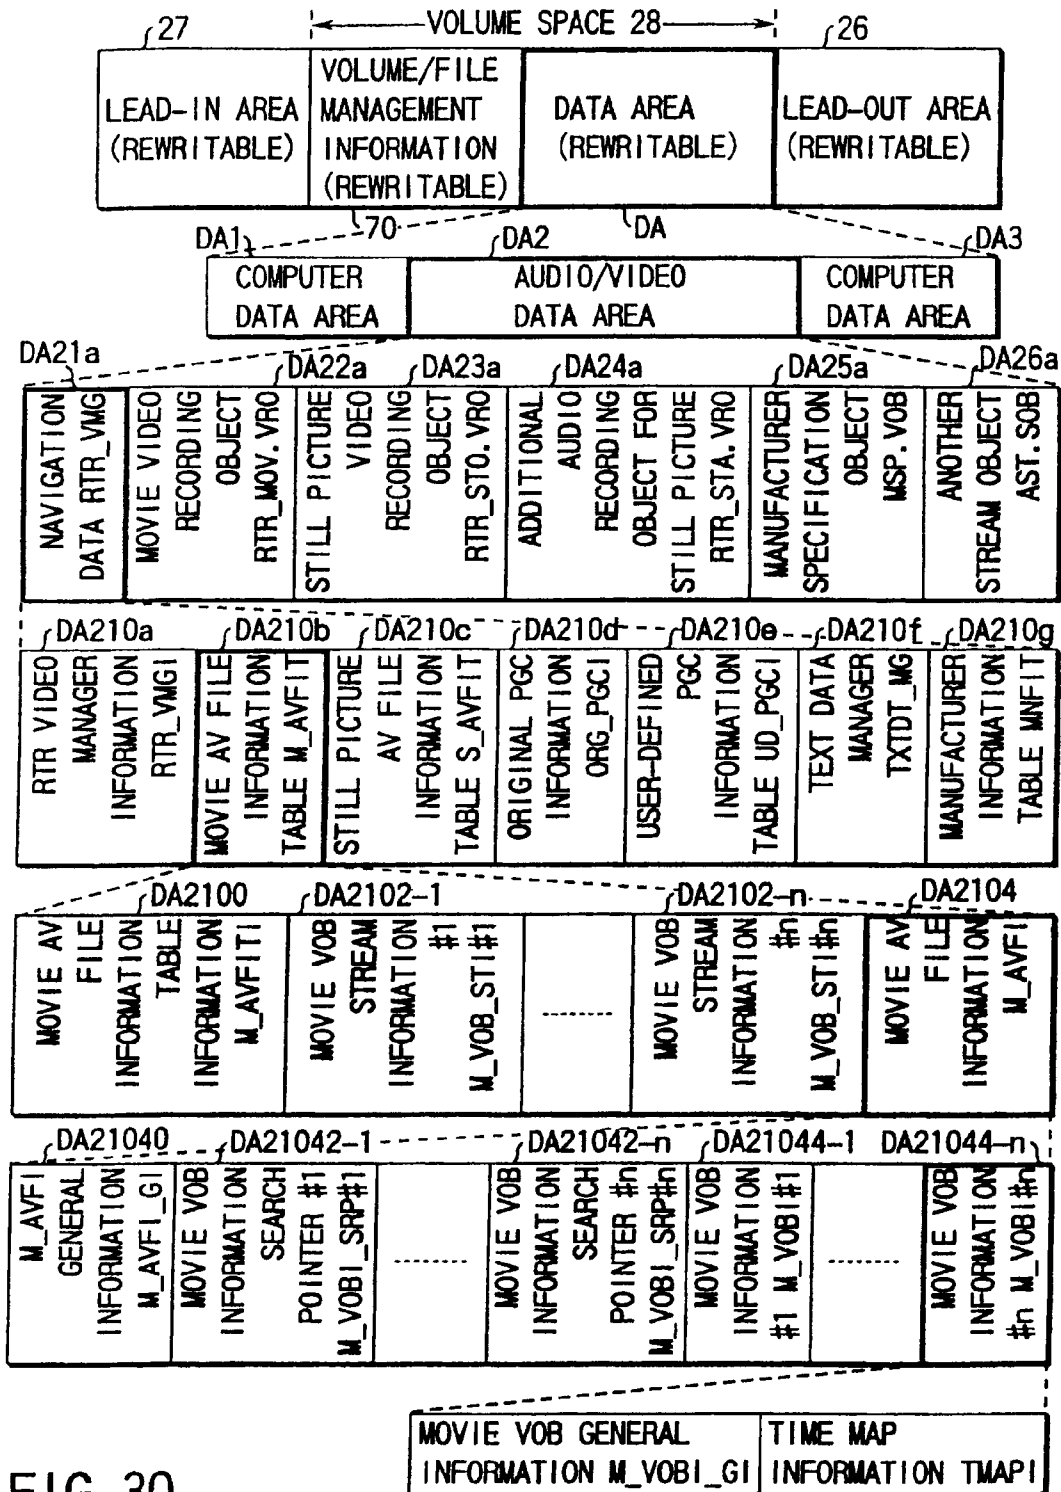 27
VOLUME SPACE 28
26
LEAD-IN AREA
(REWRITABLE)
VOLUME/FILE
MANAGEMENT
INFORMATION
(REWRITABLE)
DATA AREA
(REWRITABLE)
LEAD-OUT AREA
(REWRITABLE)
70
DA
DA1
DA2
DA3
COMPUTER
DATA AREA
AUDIO/VIDEO
DATA AREA
COMPUTER
DATA AREA
DA21a
DA22a
DA23a
DA24a
DA25a
DA26a
NAVIGATION
DATA RTR_VMG
MOVIE VIDEO
RECORDING
OBJECT
RTR_MOV.VRO
STILL PICTURE
VIDEO
RECORDING
OBJECT
RTR_STO.VRO
ADDITIONAL
AUDIO
RECORDING
OBJECT FOR
STILL PICTURE
RTR_STA.VRO
MANUFACTURER
SPECIFICATION
OBJECT
MSP.VOB
ANOTHER
STREAM OBJECT
AST.SOB
DA210a
DA210b
DA210c
DA210d
DA210e
DA210f
DA210g
RTR VIDEO
MANAGER
INFORMATION
RTR_VMGI
MOVIE AV FILE
INFORMATION
TABLE M_AVFIT
STILL PICTURE
AV FILE
INFORMATION
TABLE S_AVFIT
ORIGINAL PGC
INFORMATION
ORG_PGCI
USER-DEFINED
PGC
INFORMATION
TABLE UD_PGCI
TEXT DATA
MANAGER
TXTDT_MG
MANUFACTURER
INFORMATION
TABLE MNFIT
DA2100
DA2102-1
DA2102-n
DA2104
MOVIE AV
FILE
INFORMATION
TABLE
INFORMATION
M_AVFITI
MOVIE VOB
STREAM
INFORMATION
#1
M_VOB_STI#1
MOVIE VOB
STREAM
INFORMATION
#n
M_VOB_STI#n
MOVIE AV
FILE
INFORMATION
M_AVFI
DA21040
DA21042-1
DA21042-n
DA21044-1
DA21044-n
M_AVFI
GENERAL
INFORMATION
M_AVFI_GI
MOVIE VOB
INFORMATION
SEARCH
POINTER #1
M_VOBI_SRP#1
MOVIE VOB
INFORMATION
SEARCH
POINTER #n
M_VOBI_SRP#n
MOVIE VOB
INFORMATION
#1 M_VOBI#1
MOVIE VOB
INFORMATION
#n M_VOBI#n
MOVIE VOB GENERAL
INFORMATION M_VOBI_GI
TIME MAP
INFORMATION TMAPI
FIG. 30